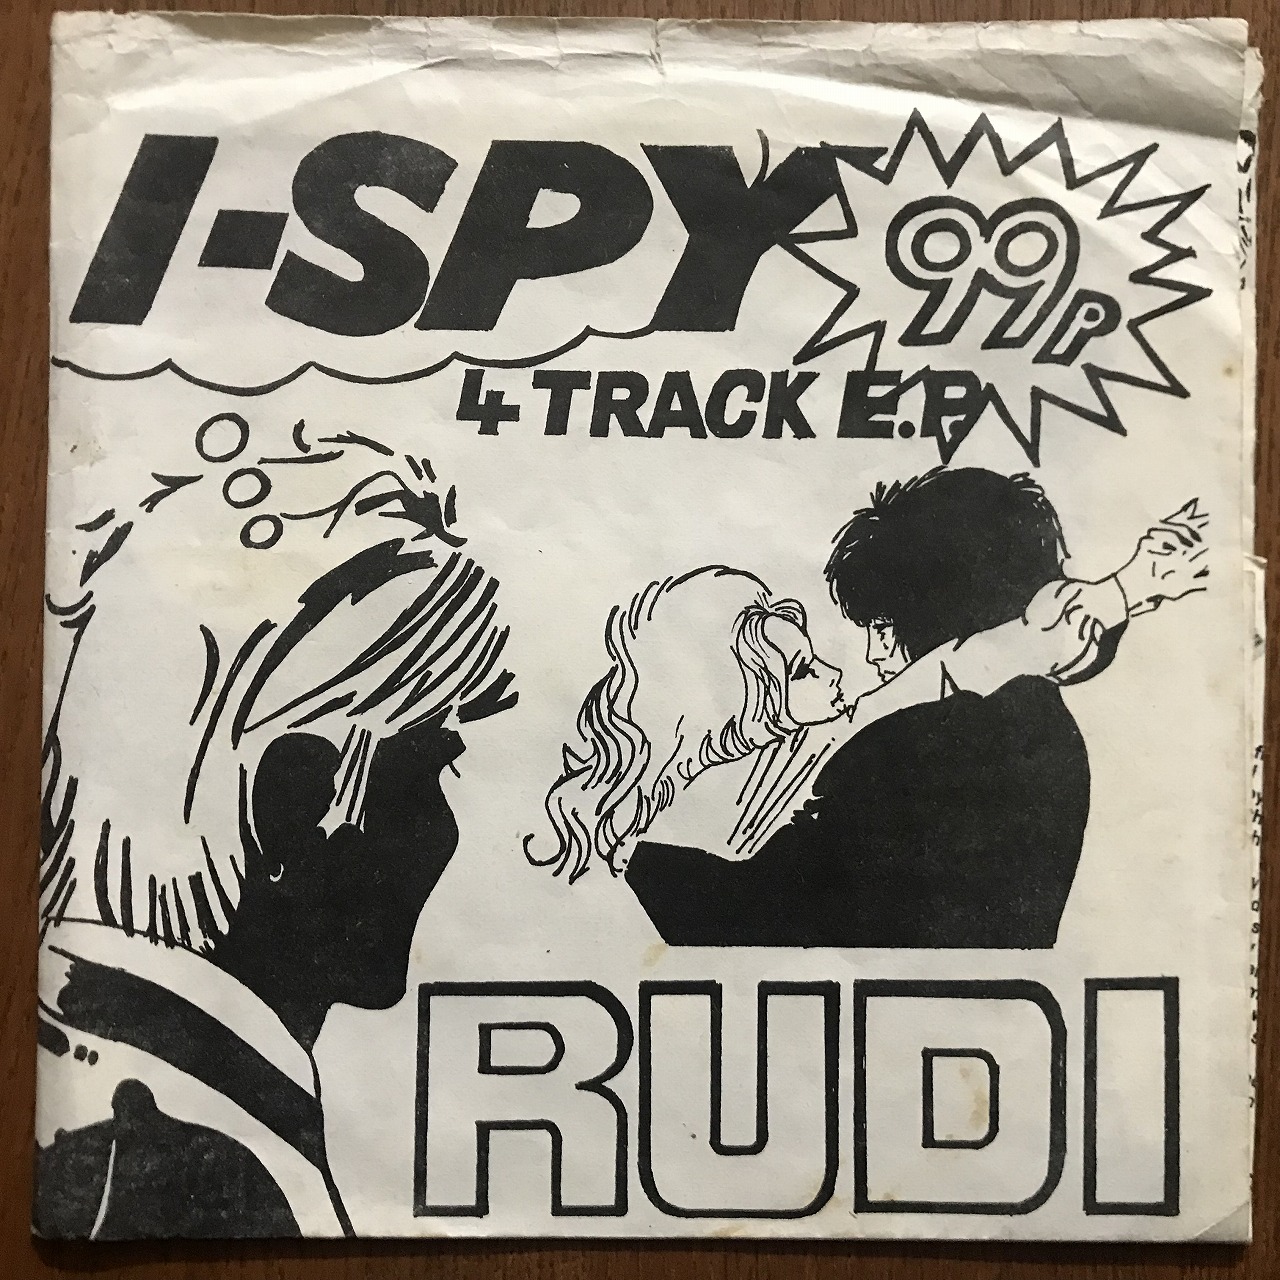 I-SPY
99p
4 TRACK E.P.
RUDI